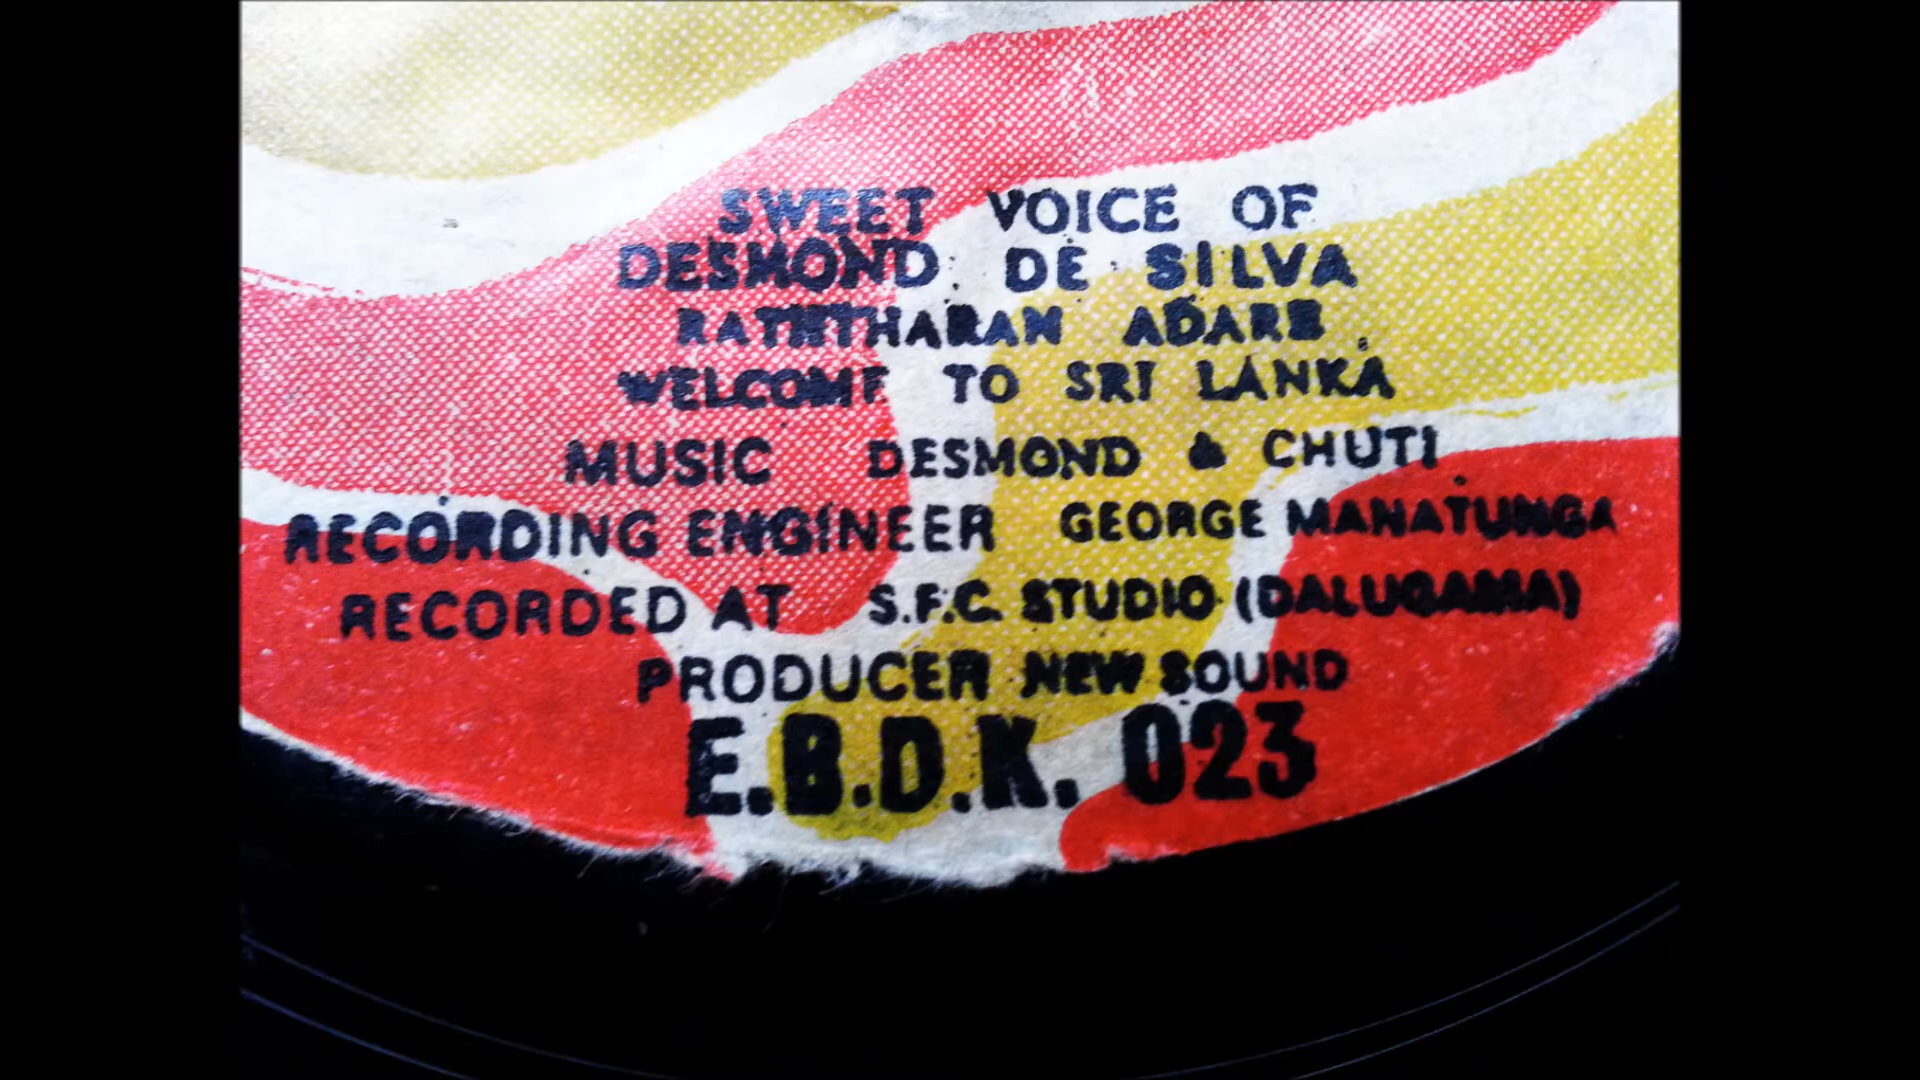 SWEET VOICE OF
DESMOND DE SILVA
RATHTHARAN ADARE
WELCOME TO SRI LANKA
MUSIC DESMOND & CHUTI
RECORDING ENGINEER GEORGE MANATUNGA
RECORDED AT S.F.C. STUDIO (DALUGAMA)
PRODUCER NEW SOUND
E.B.D.K. 023